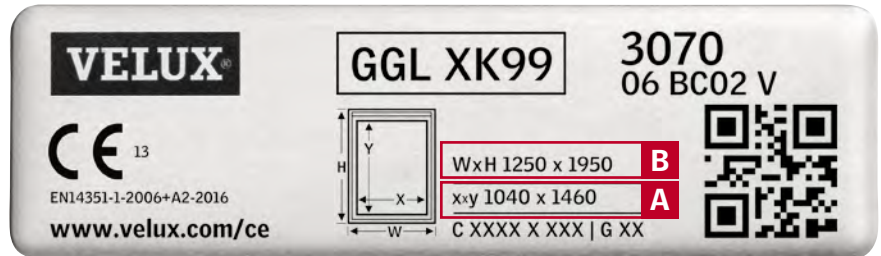 VELUX®
GGL XK99
3070
06 BC02 V
CE 13
EN14351-1-2006+A2-2016
www.velux.com/ce
H
Y
X
W
WxH 1250 x 1950 B
xxy 1040 x 1460 A
C XXXX X XXX | G XX